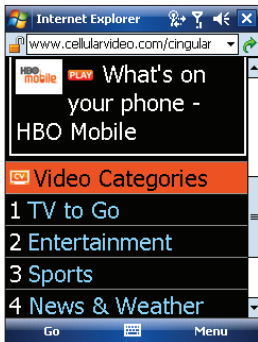 Internet Explorer
www.cellularvideo.com/cingular
HBO mobile PLAY What's on
your phone -
HBO Mobile
CV Video Categories
1 TV to Go
2 Entertainment
3 Sports
4 News & Weather
Go Menu